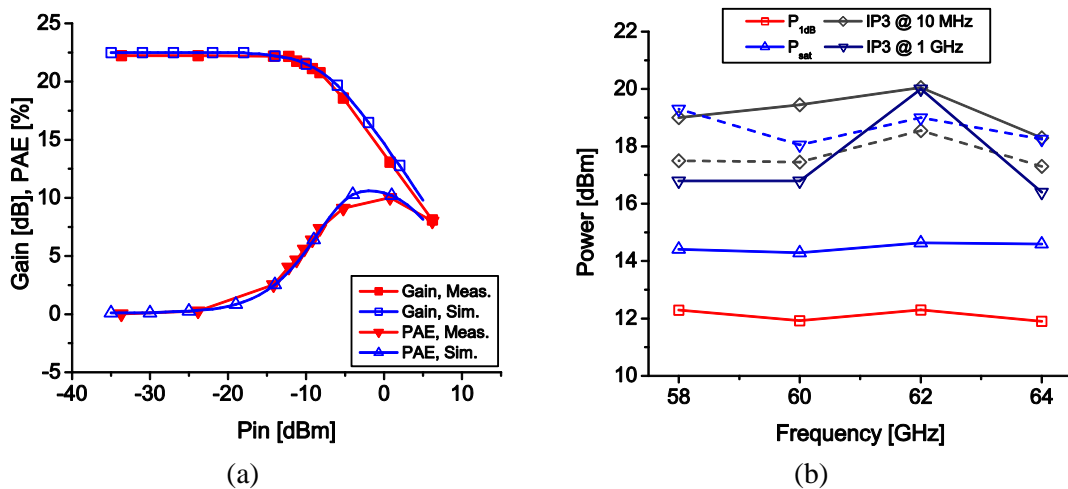 Gain [dB], PAE [%]
25
20
15
10
5
0
-5
-40 -30 -20 -10 0 10
Pin [dBm]
Gain, Meas.
Gain, Sim.
PAE, Meas.
PAE, Sim.
(a)
P1dB IP3 @ 10 MHz
Psat IP3 @ 1 GHz
Power [dBm]
22
20
18
16
14
12
10
58 60 62 64
Frequency [GHz]
(b)